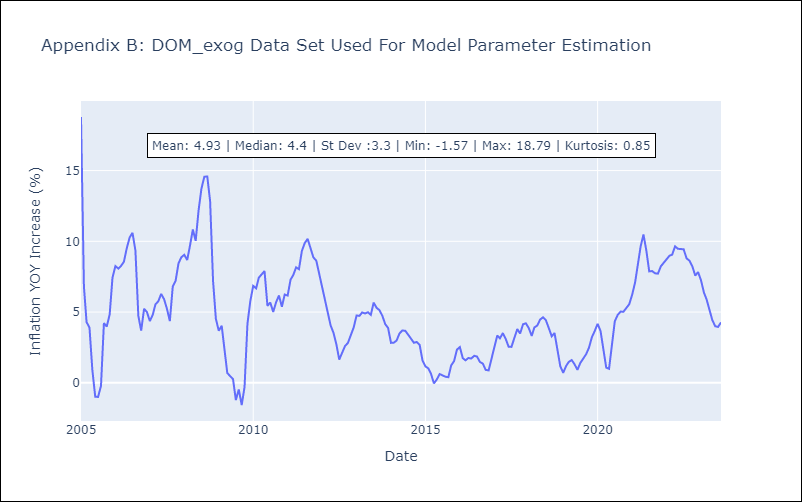 Appendix B: DOM_exog Data Set Used For Model Parameter Estimation
Mean: 4.93 | Median: 4.4 | St Dev :3.3 | Min: -1.57 | Max: 18.79 | Kurtosis: 0.85
Inflation YOY Increase (%)
15
10
5
0
2005
2010
2015
2020
Date